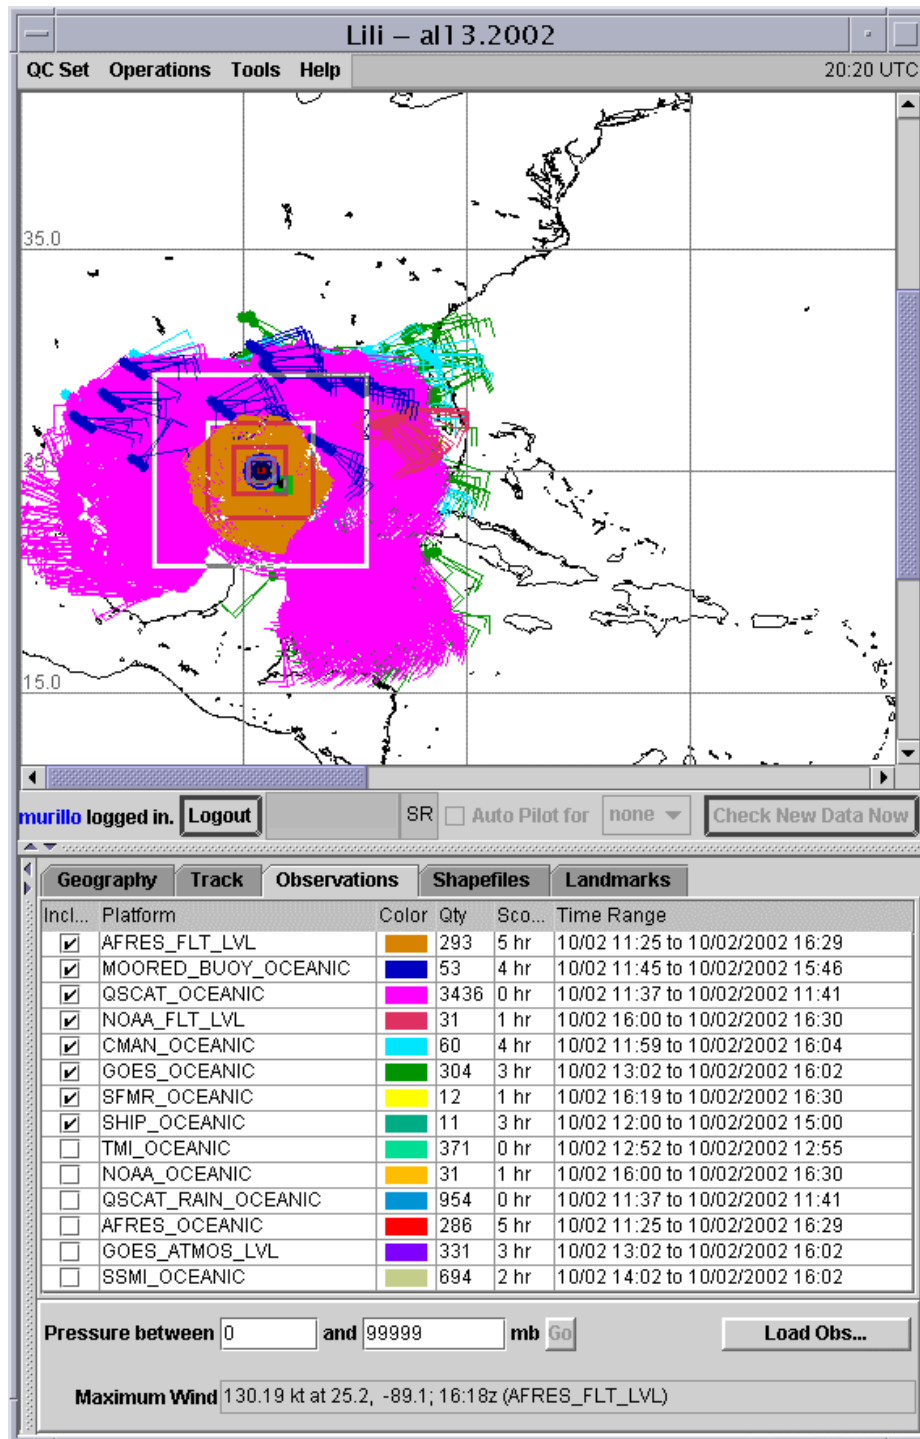 Lili – al13.2002
QC Set Operations Tools Help 20:20 UTC
35.0
15.0
murillo logged in. Logout SR Auto Pilot for none Check New Data Now
Geography Track Observations Shapefiles Landmarks
Incl... Platform Color Qty Sco... Time Range
AFRES_FLT_LVL 293 5 hr 10/02 11:25 to 10/02/2002 16:29
MOORED_BUOY_OCEANIC 53 4 hr 10/02 11:45 to 10/02/2002 15:46
QSCAT_OCEANIC 3436 0 hr 10/02 11:37 to 10/02/2002 11:41
NOAA_FLT_LVL 31 1 hr 10/02 16:00 to 10/02/2002 16:30
CMAN_OCEANIC 60 4 hr 10/02 11:59 to 10/02/2002 16:04
GOES_OCEANIC 304 3 hr 10/02 13:02 to 10/02/2002 16:02
SFMR_OCEANIC 12 1 hr 10/02 16:19 to 10/02/2002 16:30
SHIP_OCEANIC 11 3 hr 10/02 12:00 to 10/02/2002 15:00
TMI_OCEANIC 371 0 hr 10/02 12:52 to 10/02/2002 12:55
NOAA_OCEANIC 31 1 hr 10/02 16:00 to 10/02/2002 16:30
QSCAT_RAIN_OCEANIC 954 0 hr 10/02 11:37 to 10/02/2002 11:41
AFRES_OCEANIC 286 5 hr 10/02 11:25 to 10/02/2002 16:29
GOES_ATMOS_LVL 331 3 hr 10/02 13:02 to 10/02/2002 16:02
SSMI_OCEANIC 694 2 hr 10/02 14:02 to 10/02/2002 16:02
Pressure between 0 and 99999 mb Go Load Obs...
Maximum Wind 130.19 kt at 25.2, -89.1; 16:18z (AFRES_FLT_LVL)